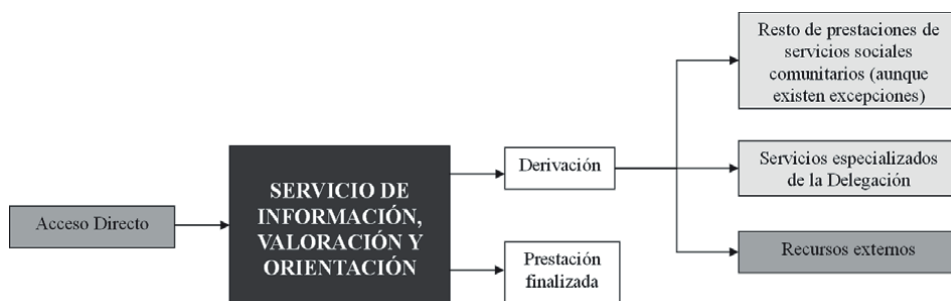 Acceso Directo
SERVICIO DE
INFORMACIÓN,
VALORACIÓN Y
ORIENTACIÓN
Derivación
Prestación
finalizada
Resto de prestaciones de
servicios sociales
comunitarios (aunque
existen excepciones)
Servicios especializados
de la Delegación
Recursos externos